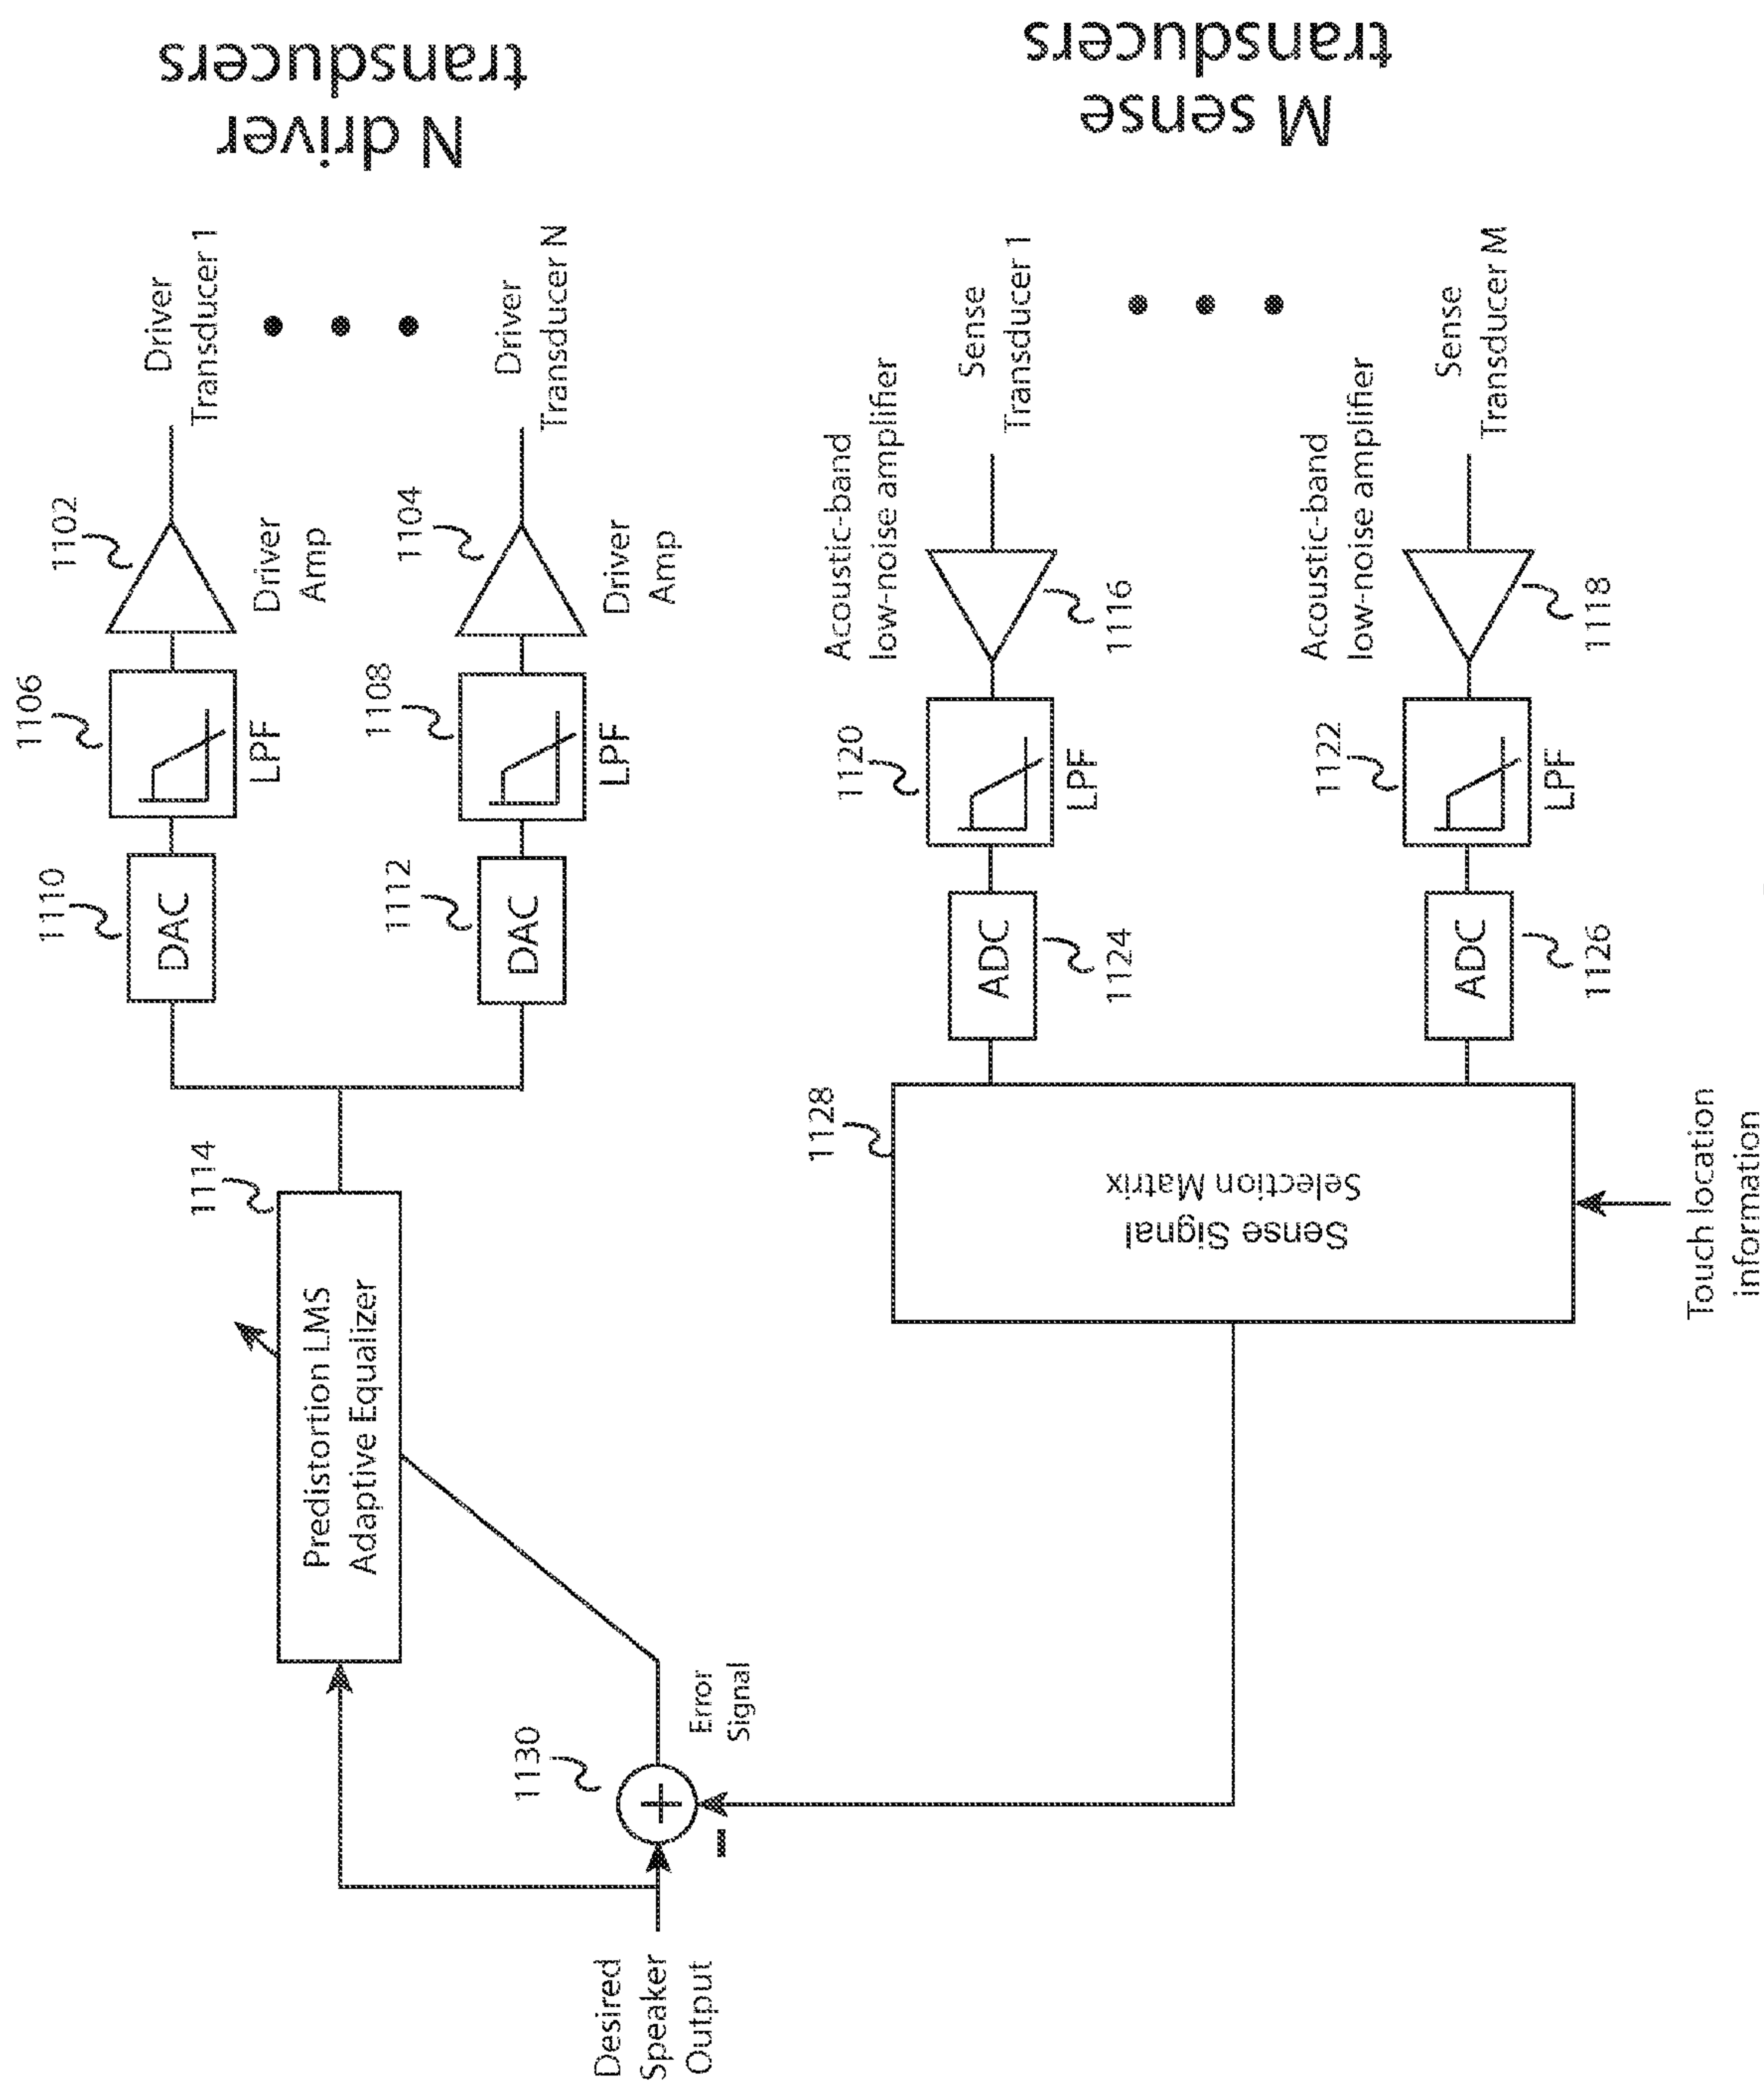 N driver
transducers
1102
Driver
Amp
Driver
Transducer 1
1106
LPF
1110
DAC
1104
Driver
Amp
Driver
Transducer N
1108
LPF
1112
DAC
1114
Predistortion LMS
Adaptive Equalizer
1130
Error
Signal
Desired
Speaker
Output
M sense
transducers
Acoustic-band
low-noise amplifier
Sense
Transducer 1
1116
1120
LPF
ADC
1124
Acoustic-band
low-noise amplifier
Sense
Transducer M
1118
1122
LPF
ADC
1126
1128
Sense Signal
Selection Matrix
Touch location
information